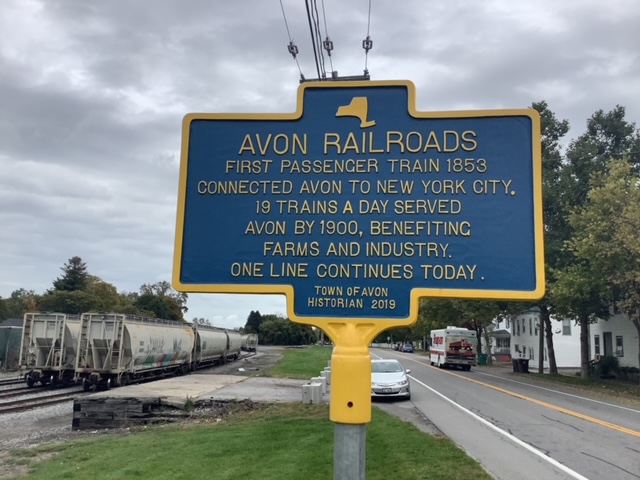 AVON RAILROADS
FIRST PASSENGER TRAIN 1853
CONNECTED AVON TO NEW YORK CITY.
19 TRAINS A DAY SERVED
AVON BY 1900, BENEFITING
FARMS AND INDUSTRY.
ONE LINE CONTINUES TODAY.
TOWN OF AVON
HISTORIAN 2019